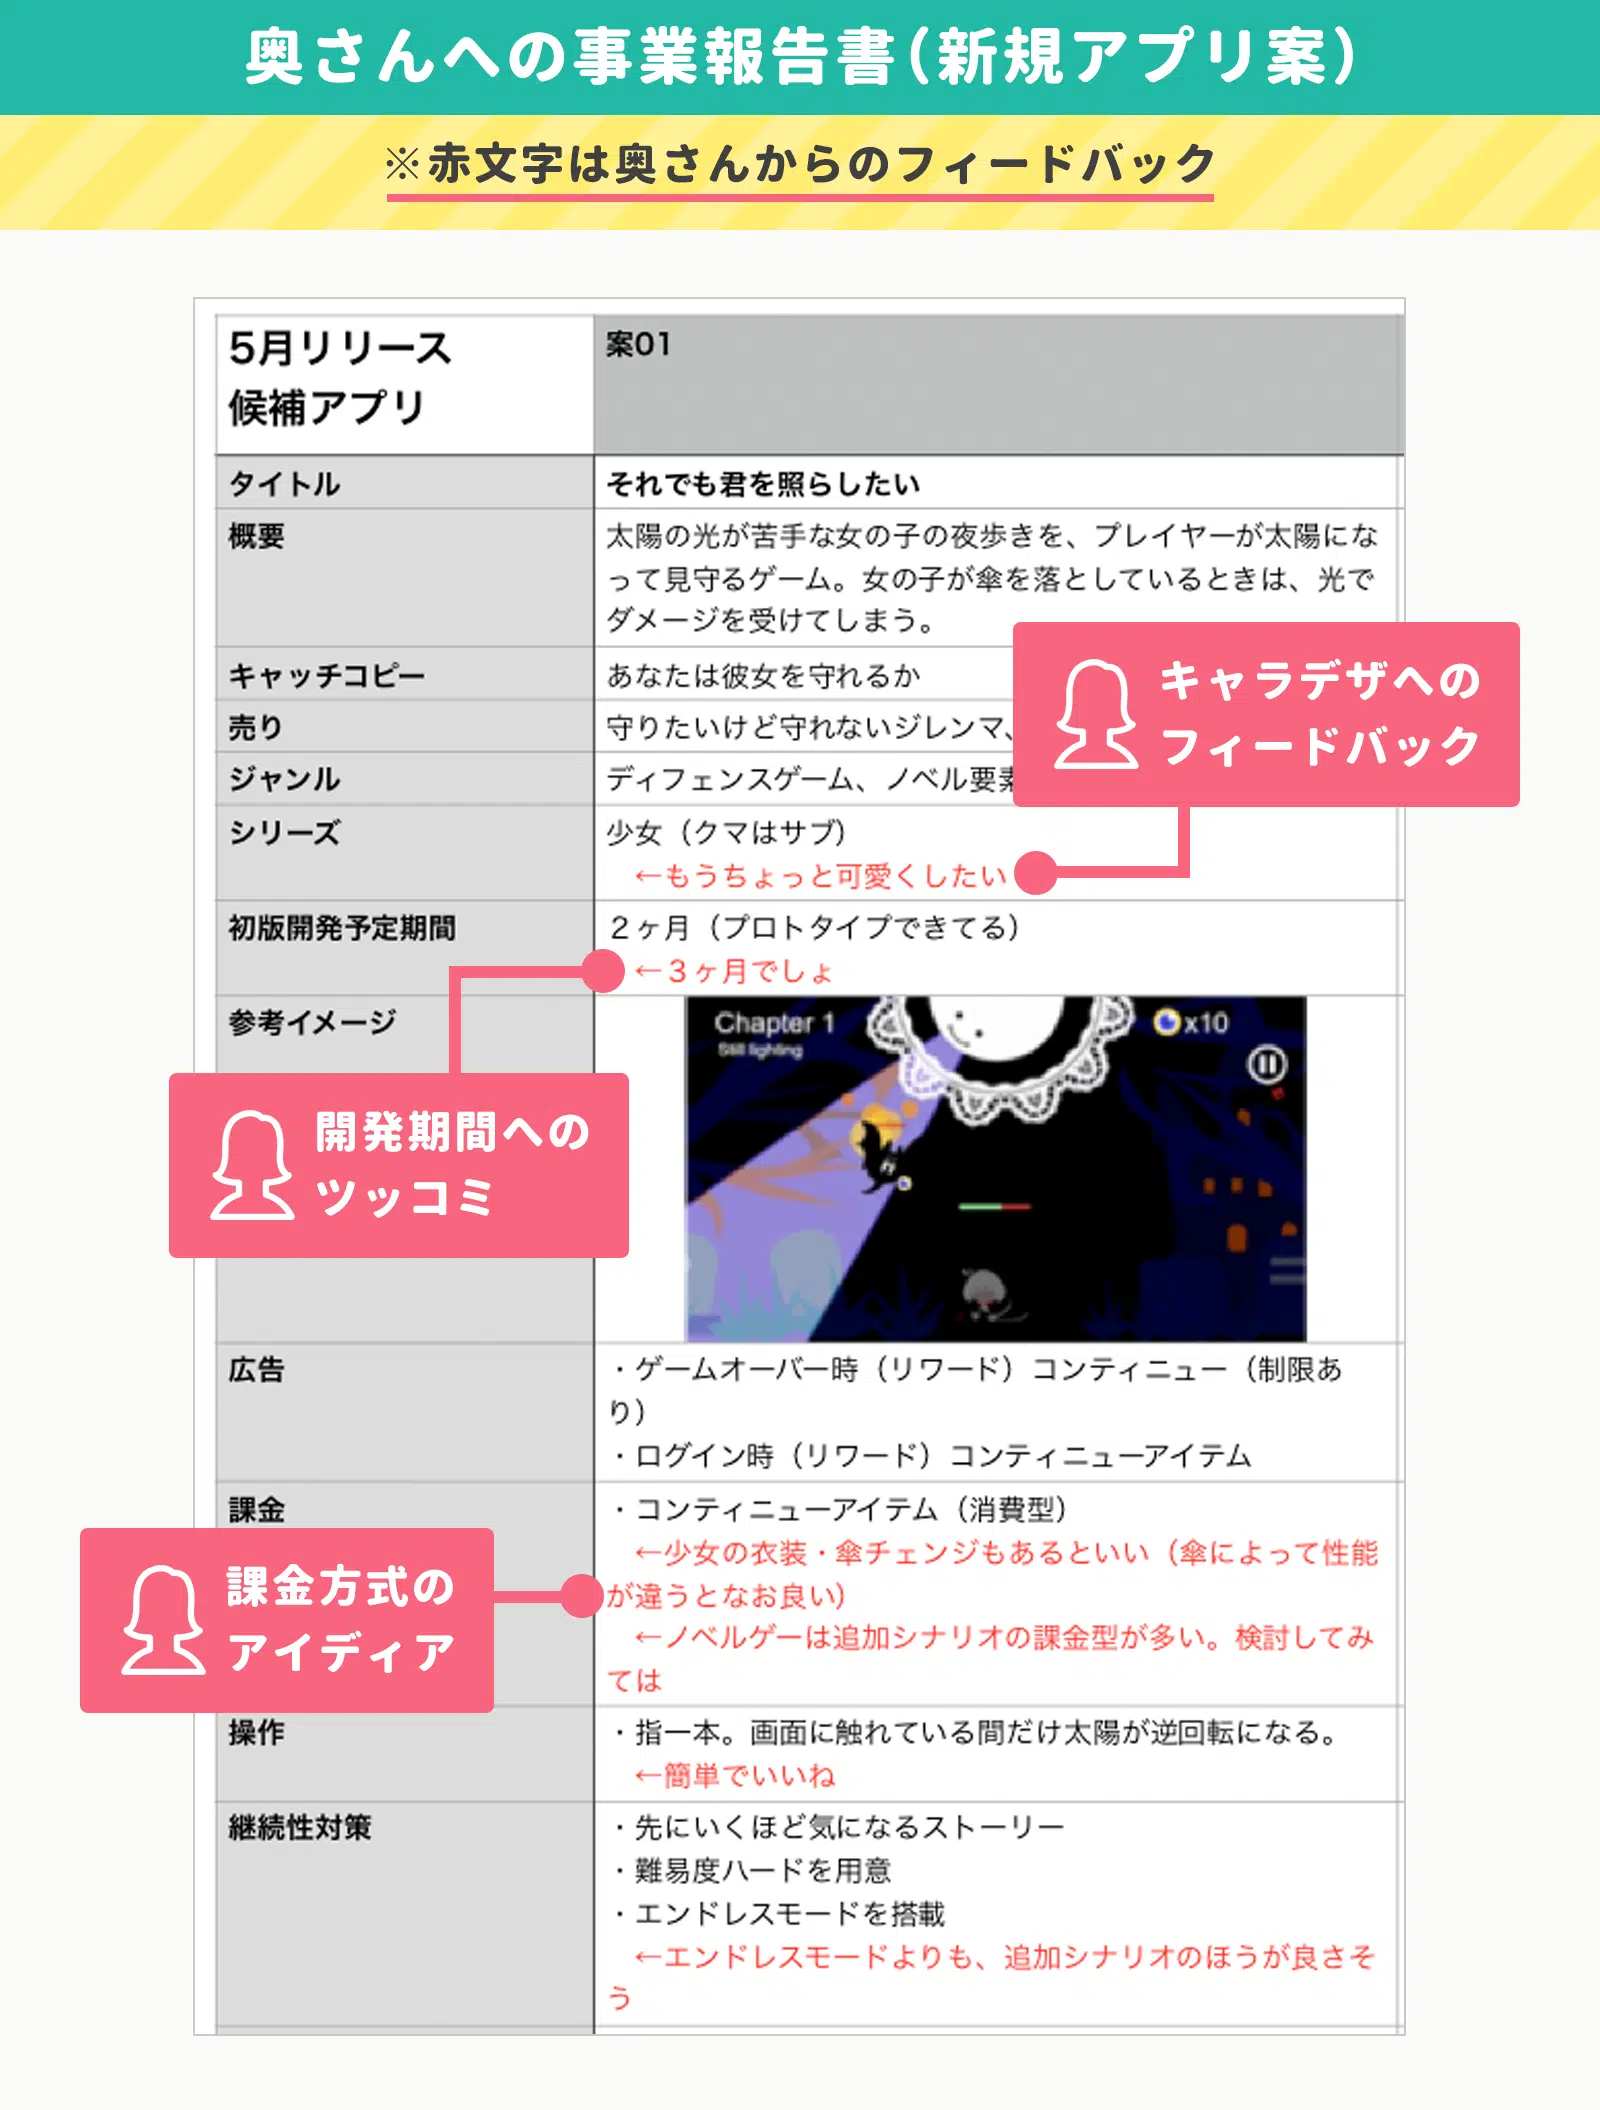 奥さんへの事業報告書(新規アプリ案)
※赤文字は奥さんからのフィードバック
5月リリース
候補アプリ
案01
タイトル
それでも君を照らしたい
概要
太陽の光が苦手な女の子の夜歩きを、プレイヤーが太陽にな
って見守るゲーム。女の子が傘を落としているときは、光で
ダメージを受けてしまう。
キャッチコピー
あなたは彼女を守れるか
キャラデザへの
フィードバック
売り
守りたいけど守れないジレンマ、
ジャンル
ディフェンスゲーム、ノベル要素
シリーズ
少女（クマはサブ）
←もうちょっと可愛くしたい
初版開発予定期間
２ヶ月（プロトタイプできてる）
←３ヶ月でしょ
参考イメージ
Chapter 1
Still lighting
x10
開発期間への
ツッコミ
広告
・ゲームオーバー時（リワード）コンティニュー（制限あ
り）
・ログイン時（リワード）コンティニューアイテム
課金
・コンティニューアイテム（消費型）
←少女の衣装・傘チェンジもあるといい（傘によって性能
が違うとなお良い）
←ノベルゲーは追加シナリオの課金型が多い。検討してみ
ては
課金方式の
アイディア
操作
・指一本。画面に触れている間だけ太陽が逆回転になる。
←簡単でいいね
継続性対策
・先にいくほど気になるストーリー
・難易度ハードを用意
・エンドレスモードを搭載
←エンドレスモードよりも、追加シナリオのほうが良さそ
う